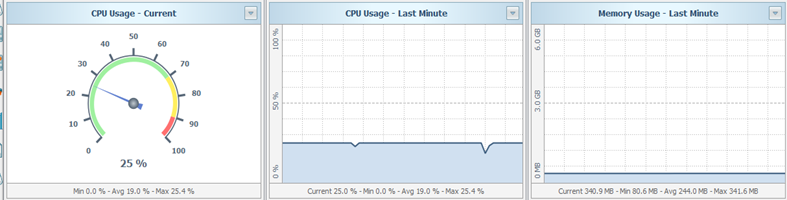 CPU Usage - Current
50
40
60
30
70
20
80
10
90
0
100
25 %
Min 0.0 % - Avg 19.0 % - Max 25.4 %
CPU Usage - Last Minute
100 %
50 %
0 %
Current 25.0 % - Min 0.0 % - Avg 19.0 % - Max 25.4 %
Memory Usage - Last Minute
6.0 GB
3.0 GB
0 MB
Current 340.9 MB - Min 80.6 MB - Avg 244.0 MB - Max 341.6 MB